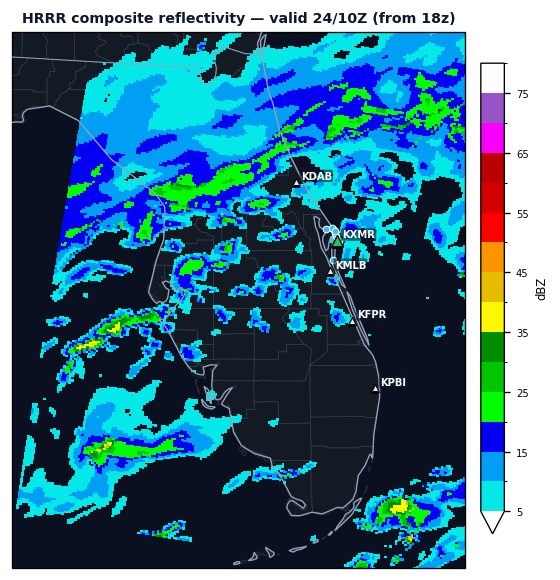 HRRR composite reflectivity — valid 24/10Z (from 18z)
KDAB
KXMR
KMLB
KFPR
KPBI
75
65
55
45
35
25
15
5
dBZ